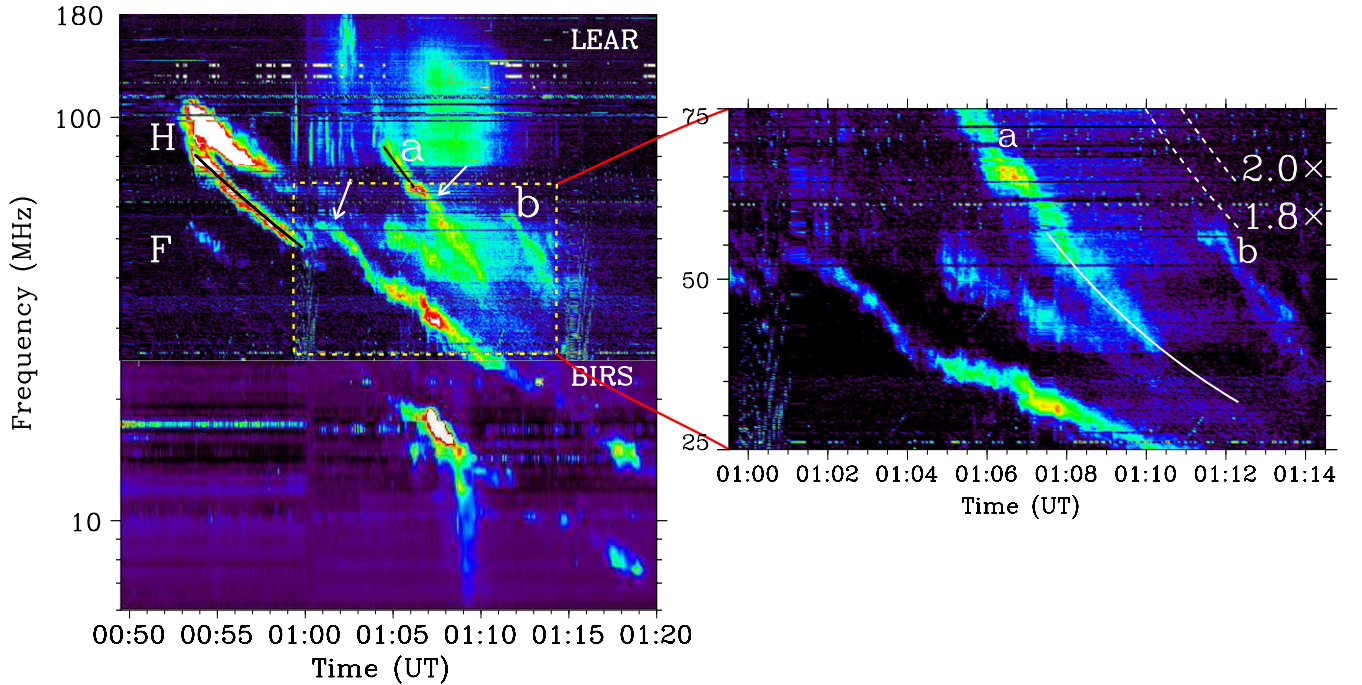 180
LEAR
100
H
a
F
b
BIRS
10
Frequency (MHz)
00:50 00:55 01:00 01:05 01:10 01:15 01:20
Time (UT)
75
a
2.0×
1.8×
b
50
25
01:00 01:02 01:04 01:06 01:08 01:10 01:12 01:14
Time (UT)